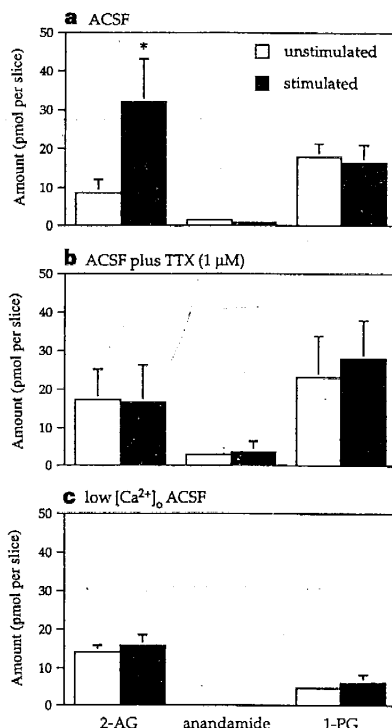 a ACSF
50
40
30
20
10
0
Amount (pmol per slice)
*
unstimulated
stimulated
b ACSF plus TTX (1 µM)
50
40
30
20
10
0
Amount (pmol per slice)
c low [Ca²⁺]ₒ ACSF
50
40
30
20
10
0
Amount (pmol per slice)
2-AG anandamide 1-PG